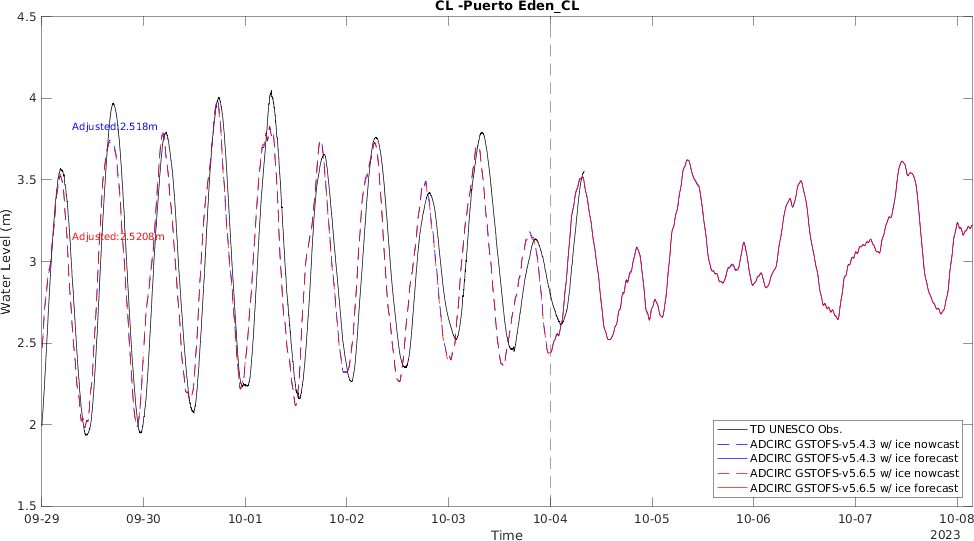 CL -Puerto Eden_CL
4.5
4
3.5
3
2.5
2
1.5
Water Level (m)
Adjusted:2.518m
Adjusted:2.5208m
TD UNESCO Obs.
ADCIRC GSTOFS-v5.4.3 w/ ice nowcast
ADCIRC GSTOFS-v5.4.3 w/ ice forecast
ADCIRC GSTOFS-v5.6.5 w/ ice nowcast
ADCIRC GSTOFS-v5.6.5 w/ ice forecast
09-29 09-30 10-01 10-02 10-03 10-04 10-05 10-06 10-07 10-08
Time
2023